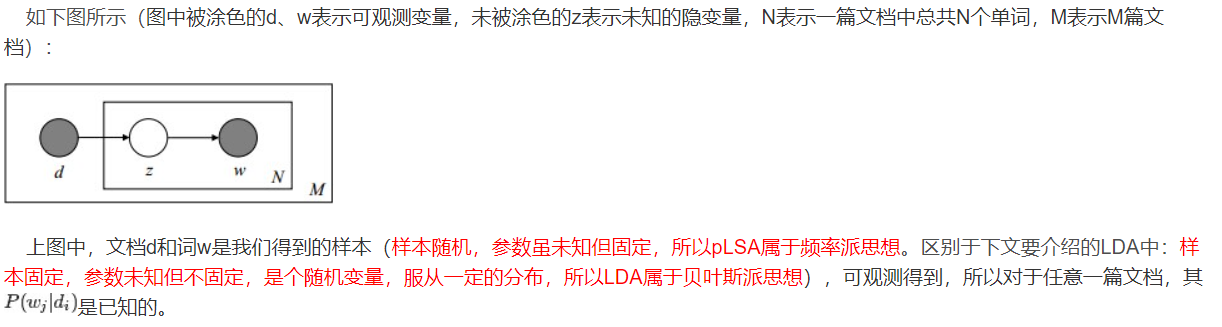 如下图所示（图中被涂色的d、w表示可观测变量，未被涂色的z表示未知的隐变量，N表示一篇文档中总共N个单词，M表示M篇文
档）：
d
z
w
N
M
上图中，文档d和词w是我们得到的样本（样本随机，参数虽未知但固定，所以pLSA属于频率派思想。区别于下文要介绍的LDA中：样
本固定，参数未知但不固定，是个随机变量，服从一定的分布，所以LDA属于贝叶斯派思想），可观测得到，所以对于任意一篇文档，其
P(w_j|d_i)是已知的。